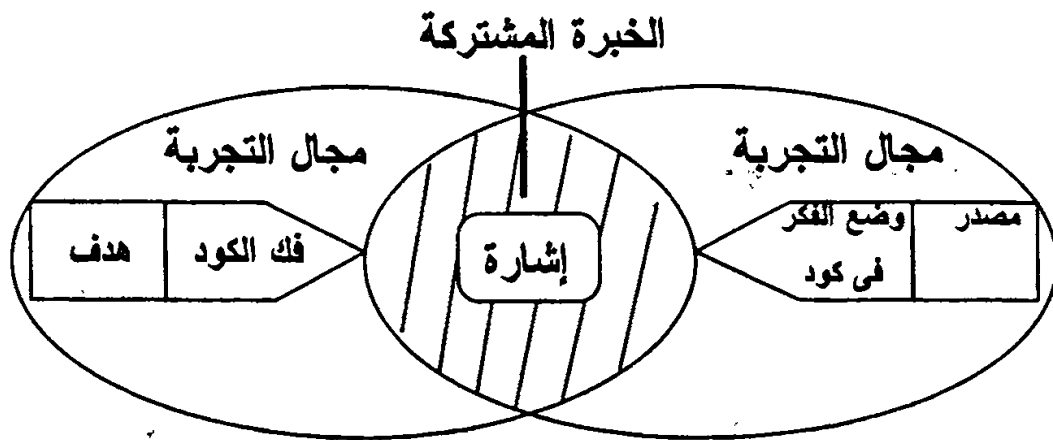 الخبرة المشتركة
مجال التجربة
مجال التجربة
مصدر
وضع الفكر
فى كود
إشارة
فك الكود
هدف